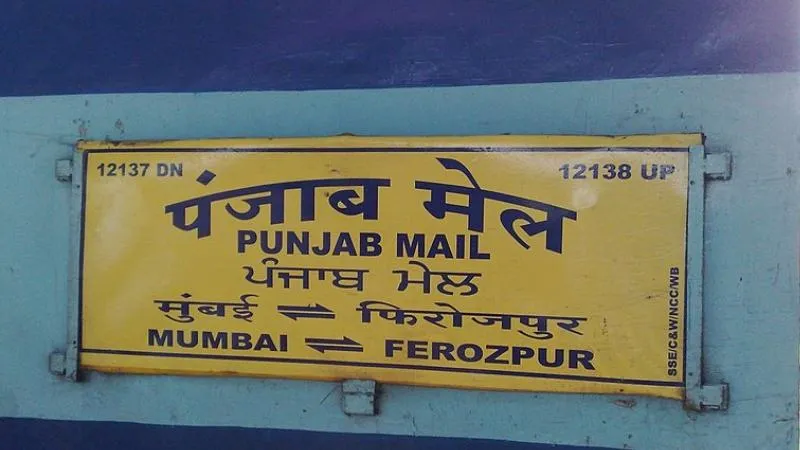 12137 DN
12138 UP
पंजाब मेल
PUNJAB MAIL
ਪੰਜਾਬ ਮੇਲ
मुंबई ⇌ फिरोजपुर
MUMBAI ⇌ FEROZPUR
SSE/C&W/NCC/WB